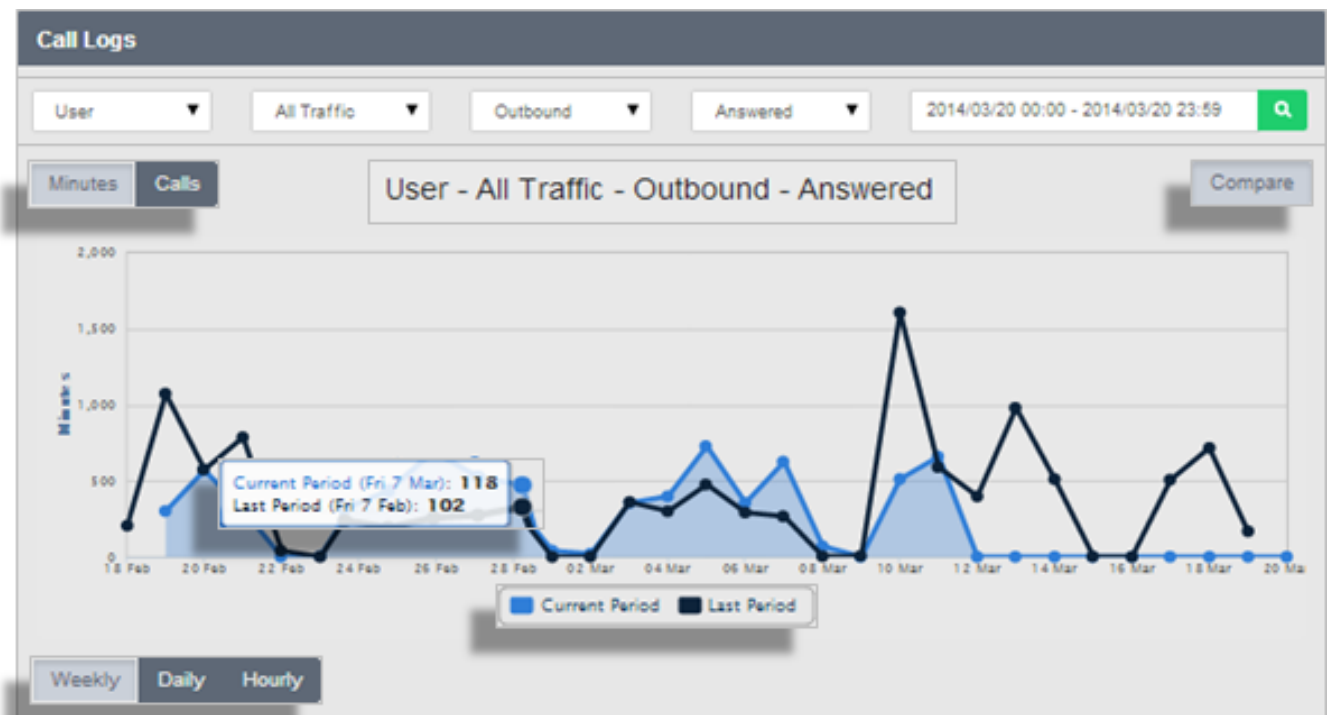 Call Logs
User ▼ All Traffic ▼ Outbound ▼ Answered ▼ 2014/03/20 00:00 - 2014/03/20 23:59
Minutes Calls
User - All Traffic - Outbound - Answered
Compare
2,000
1,500
1,000
500
0
Minutes
Current Period (Fri 7 Mar): 118
Last Period (Fri 7 Feb): 102
18 Feb 20 Feb 22 Feb 24 Feb 26 Feb 28 Feb 02 Mar 04 Mar 06 Mar 08 Mar 10 Mar 12 Mar 14 Mar 16 Mar 18 Mar 20 Ma
Current Period Last Period
Weekly Daily Hourly